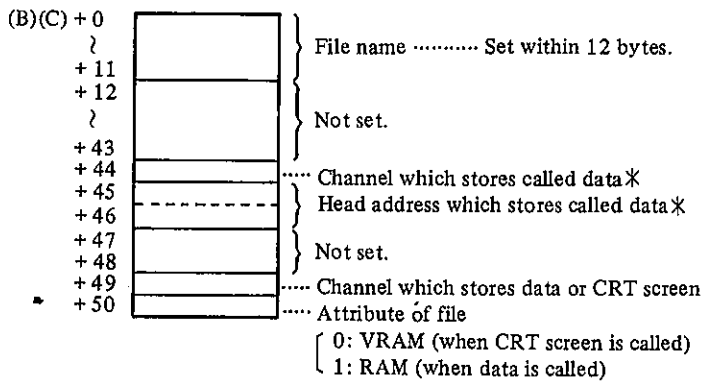 (B)(C) + 0
≀ File name ··········· Set within 12 bytes.
+ 11
+ 12
≀ Not set.
+ 43
+ 44 ····· Channel which stores called data＊
+ 45 Head address which stores called data＊
+ 46
+ 47 Not set.
+ 48
+ 49 ····· Channel which stores data or CRT screen
+ 50 ····· Attribute of file
0: VRAM (when CRT screen is called)
1: RAM (when data is called)